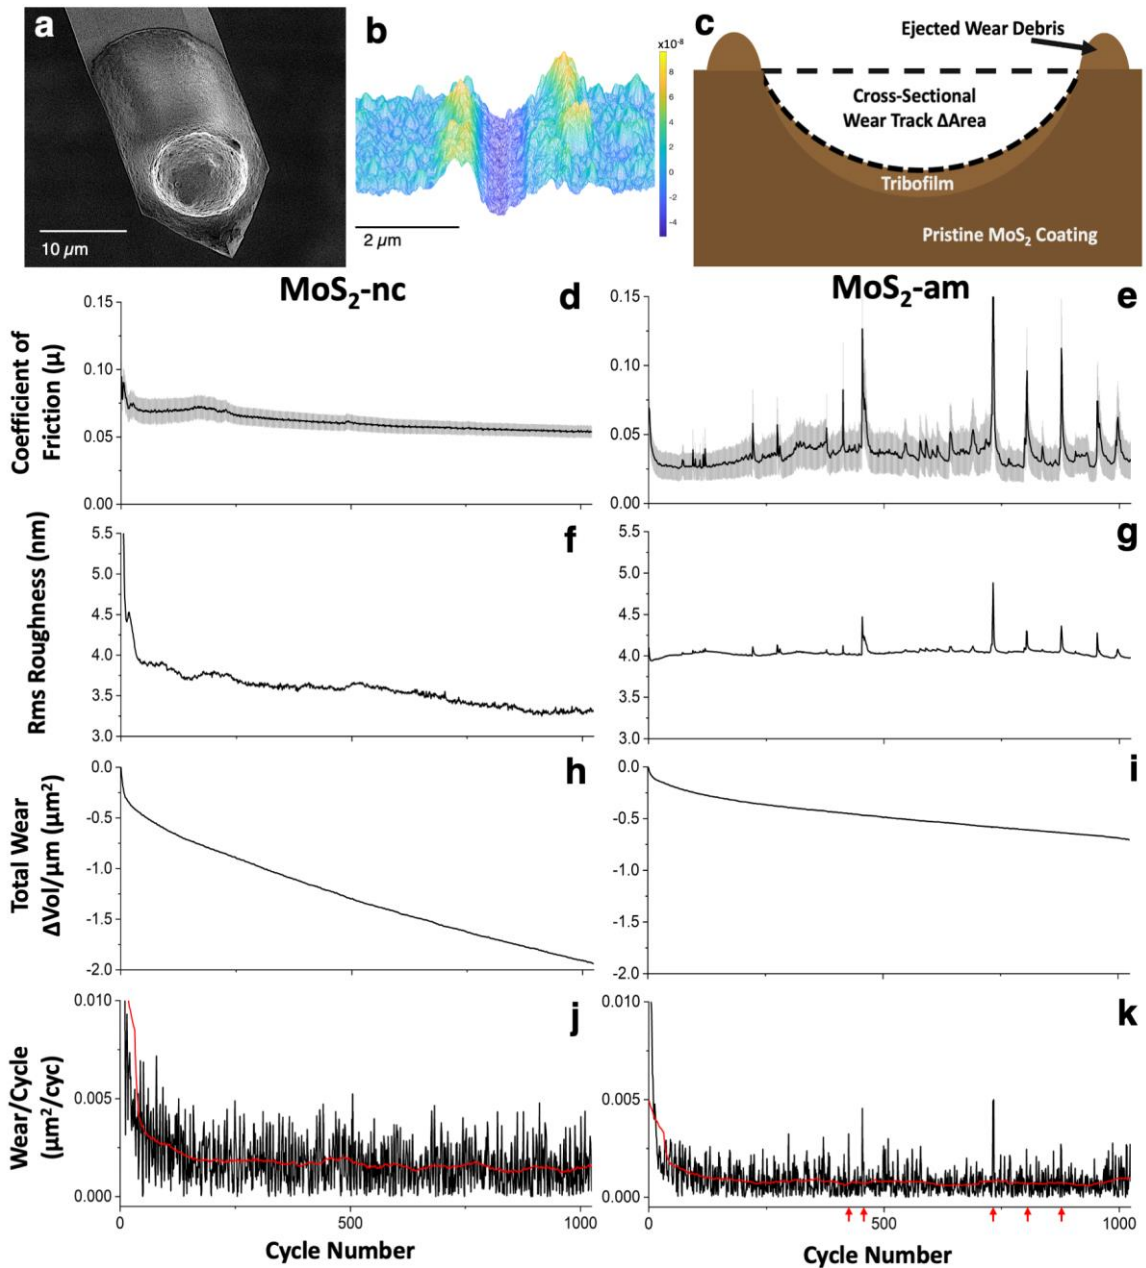 a
10 µm
b
2 µm
x10⁻⁸
8
6
4
2
0
-2
-4
c
Ejected Wear Debris
Cross-Sectional
Wear Track ΔArea
Tribofilm
Pristine MoS₂ Coating
MoS₂-nc
MoS₂-am
d
Coefficient of
Friction (µ)
0.15
0.10
0.05
0.00
e
0.15
0.10
0.05
0.00
f
Rms Roughness (nm)
5.5
5.0
4.5
4.0
3.5
3.0
g
5.5
5.0
4.5
4.0
3.5
3.0
h
Total Wear
ΔVol/µm (µm²)
0.0
-0.5
-1.0
-1.5
-2.0
i
0.0
-0.5
-1.0
-1.5
-2.0
j
Wear/Cycle
(µm²/cyc)
0.010
0.005
0.000
0
500
1000
Cycle Number
k
0.010
0.005
0.000
0
500
1000
Cycle Number